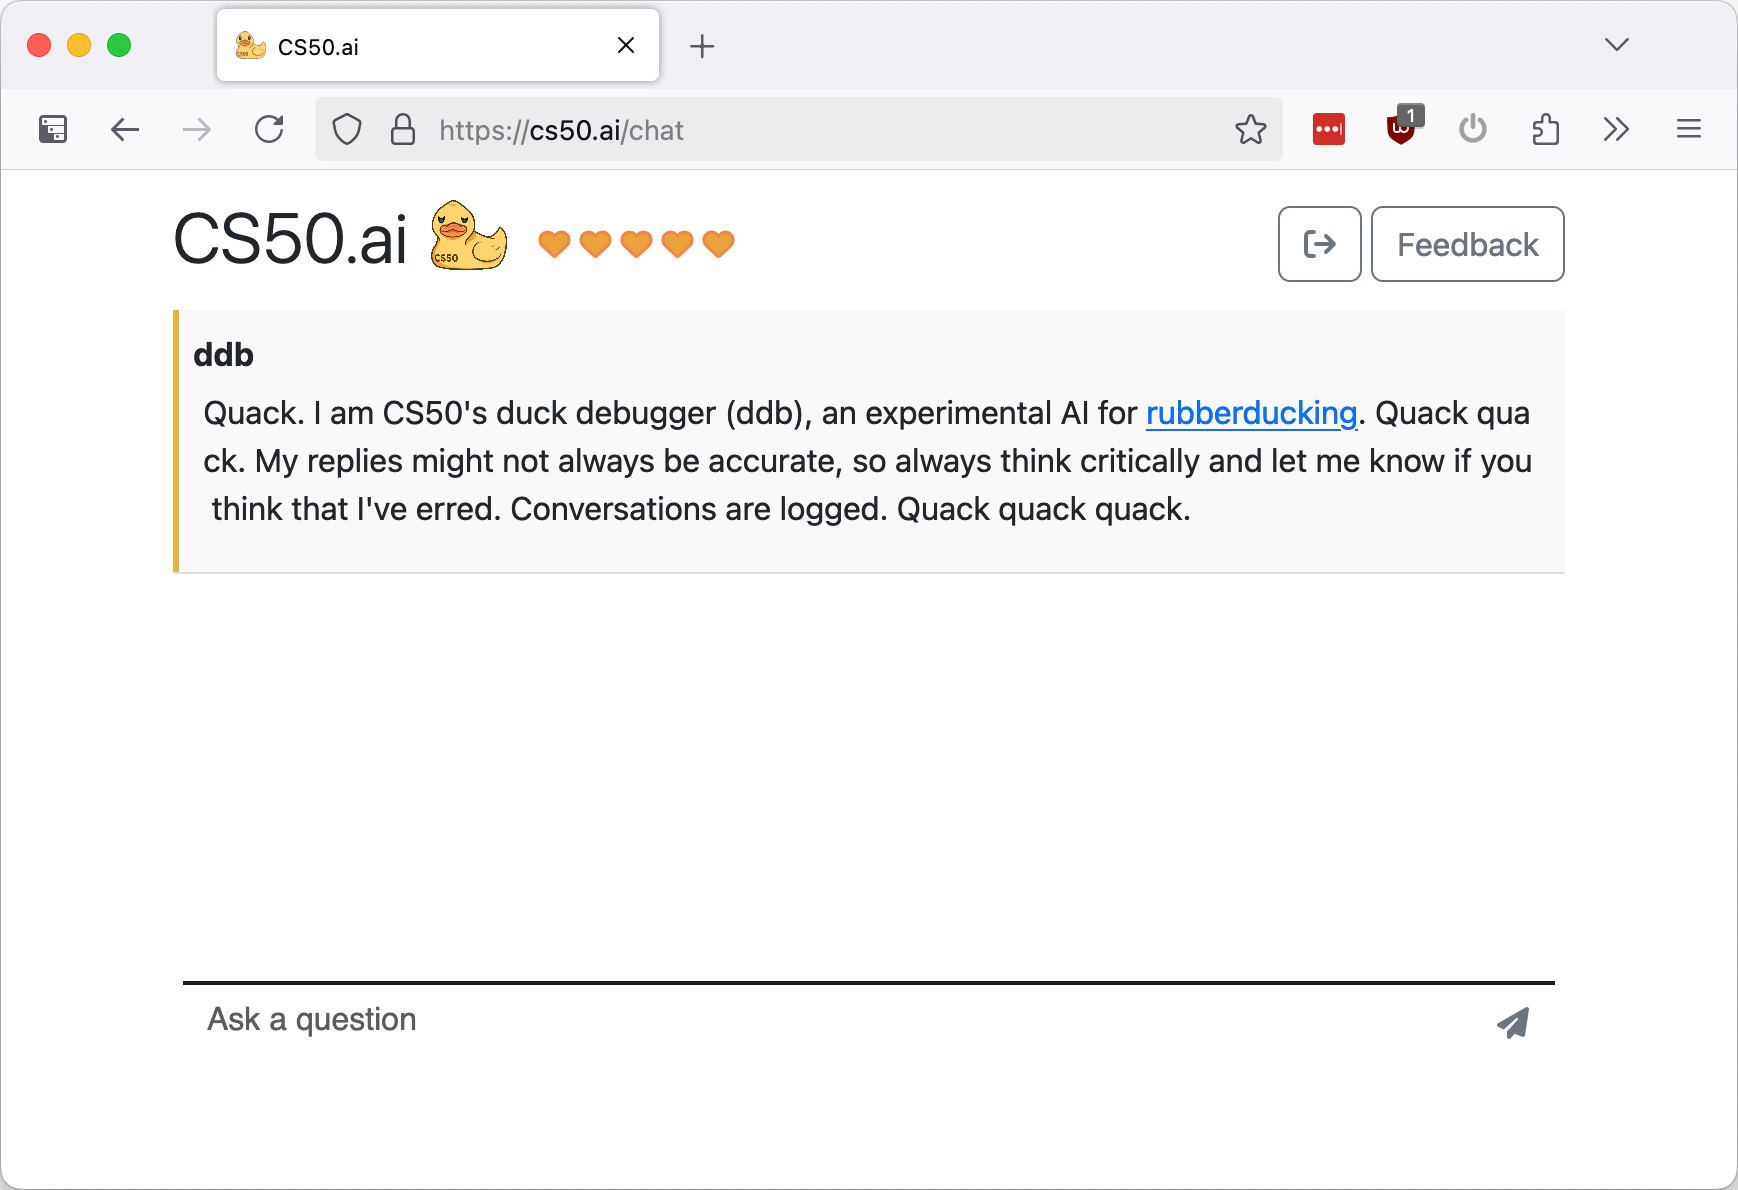 CS50.ai
https://cs50.ai/chat
1
CS50.ai
CS50
Feedback
ddb
Quack. I am CS50's duck debugger (ddb), an experimental AI for rubberducking. Quack qua
ck. My replies might not always be accurate, so always think critically and let me know if you
think that I've erred. Conversations are logged. Quack quack quack.
Ask a question